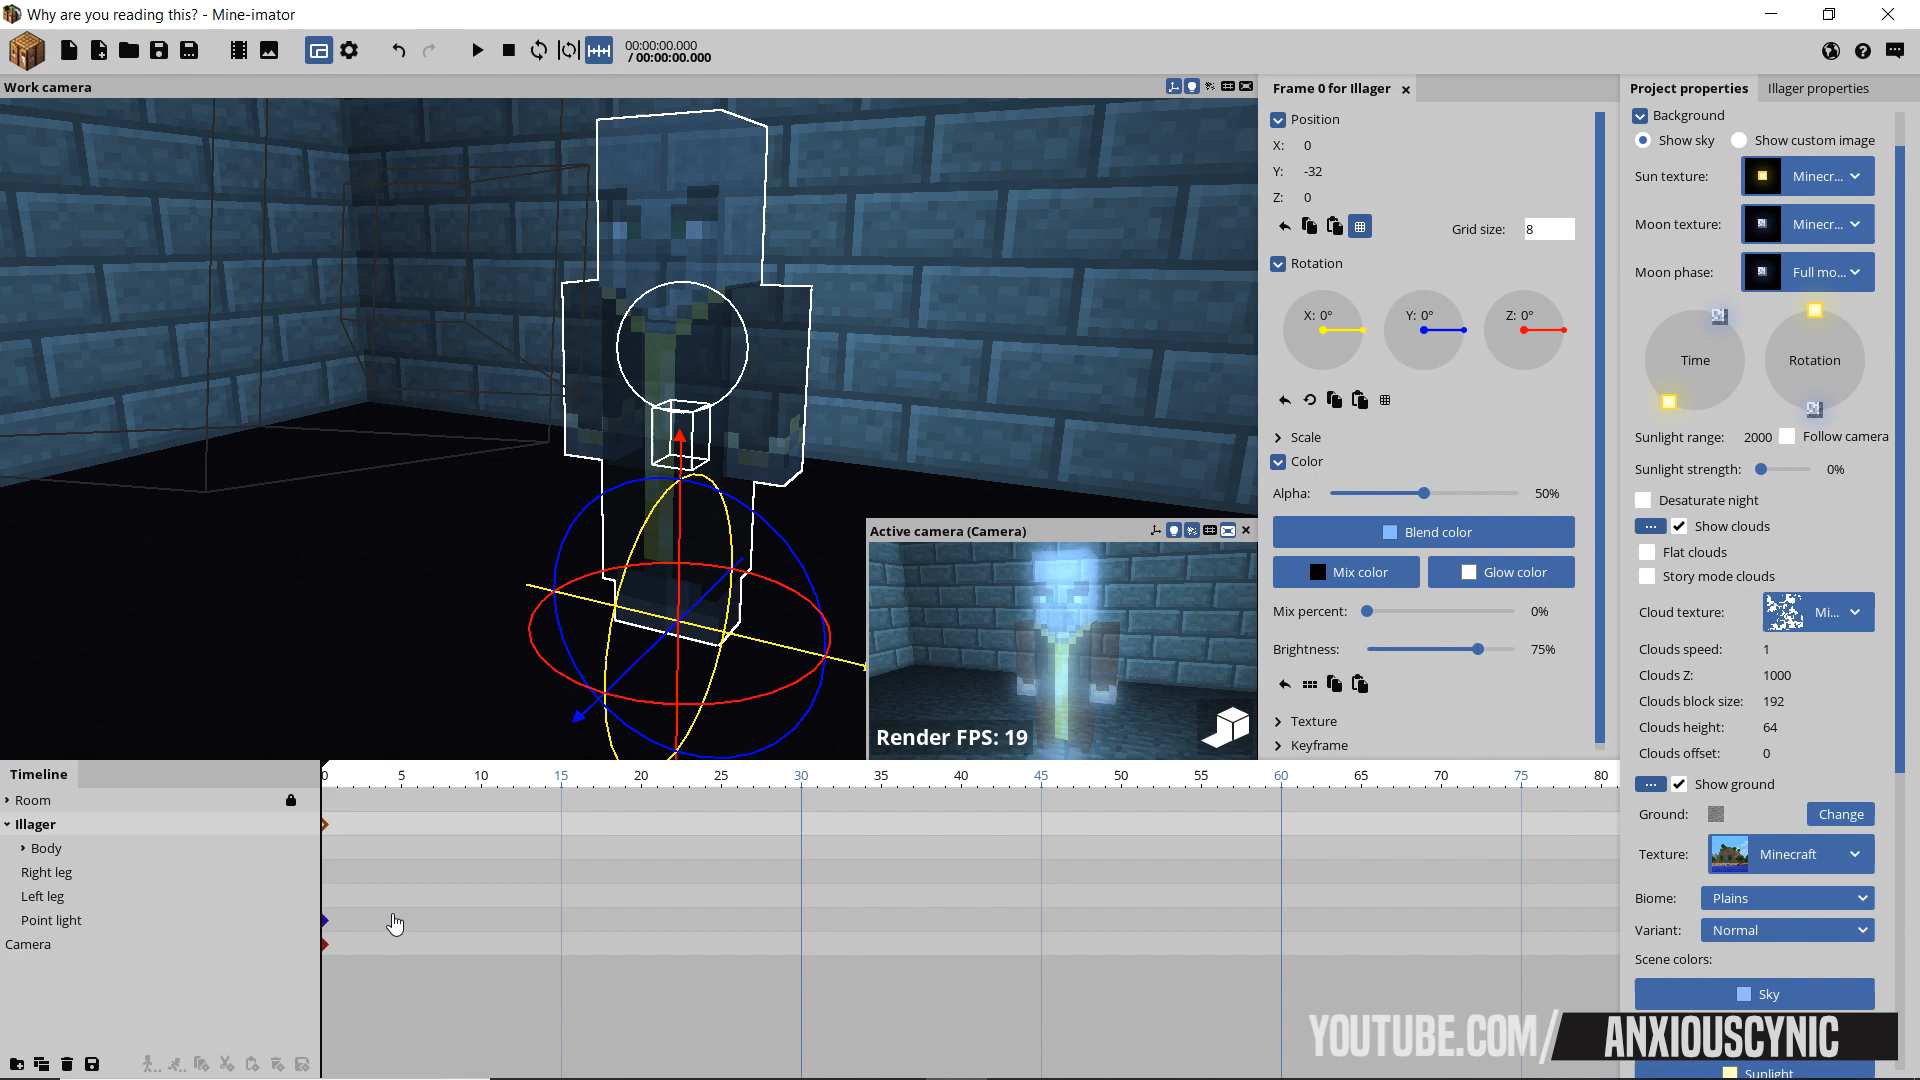 Why are you reading this? - Mine-imator
00:00:00.000
/ 00:00:00.000
Work camera
Frame 0 for Illager
Position
X: 0
Y: -32
Z: 0
Grid size: 8
Rotation
X: 0° Y: 0° Z: 0°
Scale
Color
Alpha: 50%
Blend color
Mix color Glow color
Mix percent: 0%
Brightness: 75%
Texture
Keyframe
Project properties Illager properties
Background
Show sky Show custom image
Sun texture: Minecr...
Moon texture: Minecr...
Moon phase: Full mo...
Time Rotation
Sunlight range: 2000 Follow camera
Sunlight strength: 0%
Desaturate night
... Show clouds
Flat clouds
Story mode clouds
Cloud texture: Mi...
Clouds speed: 1
Clouds Z: 1000
Clouds block size: 192
Clouds height: 64
Clouds offset: 0
... Show ground
Ground: Change
Texture: Minecraft
Biome: Plains
Variant: Normal
Scene colors:
Sky
Sunlight
Active camera (Camera)
Render FPS: 19
Timeline
0 5 10 15 20 25 30 35 40 45 50 55 60 65 70 75 80
Room
Illager
Body
Right leg
Left leg
Point light
Camera
YOUTUBE.COM/ ANXIOUSCYNIC